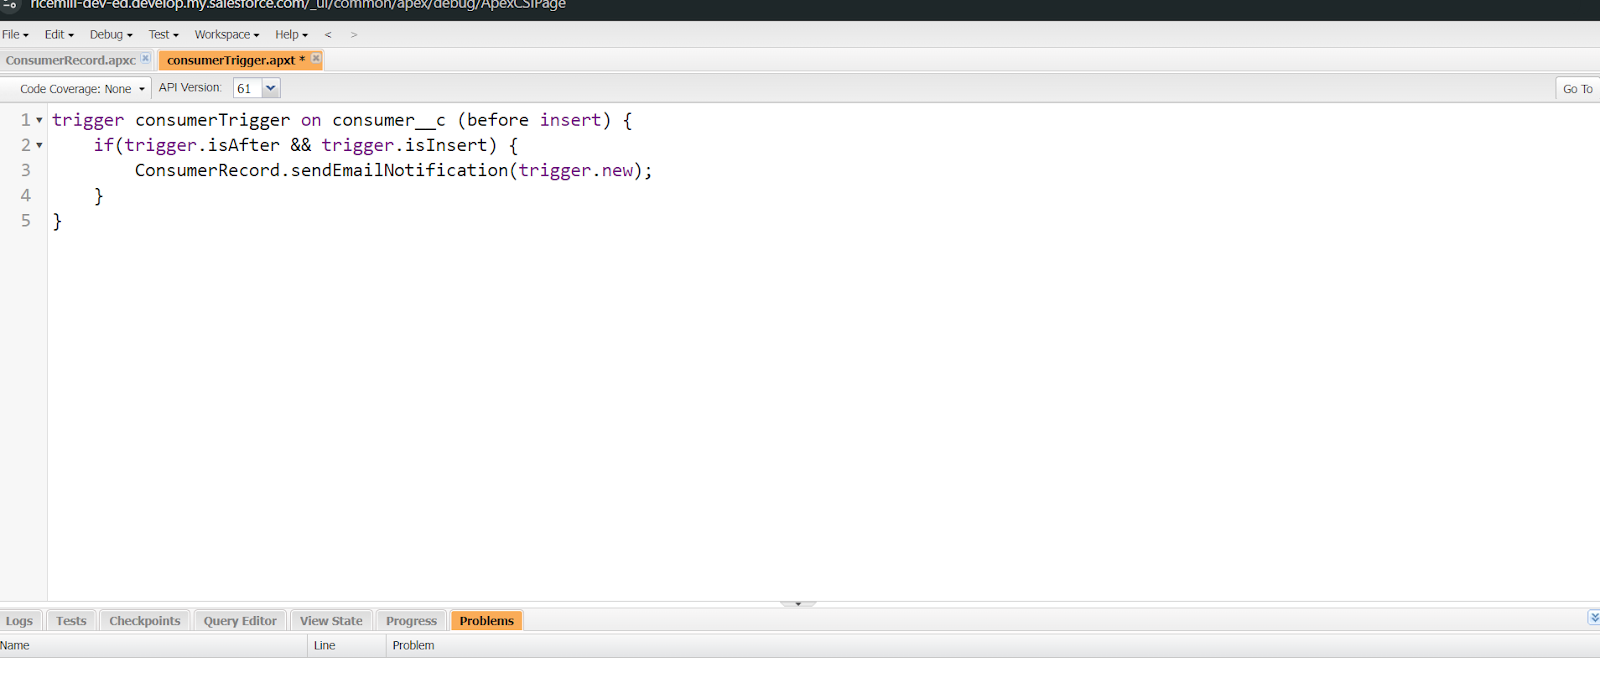 ricemill-dev-ed.develop.my.salesforce.com/_ui/common/apex/debug/ApexCSIPage
File Edit Debug Test Workspace Help < >
ConsumerRecord.apxc consumerTrigger.apxt *
Code Coverage: None API Version: 61 Go To
1 trigger consumerTrigger on consumer__c (before insert) {
2 if(trigger.isAfter && trigger.isInsert) {
3 ConsumerRecord.sendEmailNotification(trigger.new);
4 }
5 }
Logs Tests Checkpoints Query Editor View State Progress Problems
Name Line Problem